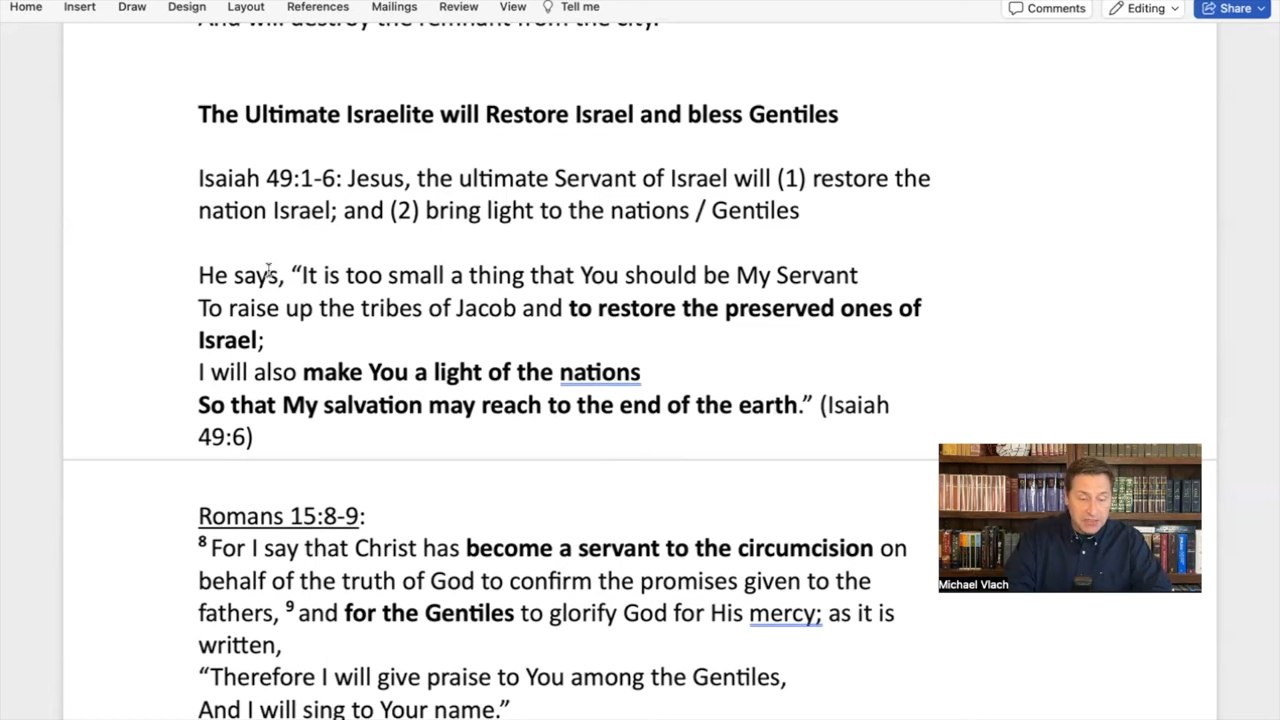 Home Insert Draw Design Layout References Mailings Review View Tell me Comments Editing Share
And will destroy the remnant from the city.
The Ultimate Israelite will Restore Israel and bless Gentiles
Isaiah 49:1-6: Jesus, the ultimate Servant of Israel will (1) restore the
nation Israel; and (2) bring light to the nations / Gentiles
He says, “It is too small a thing that You should be My Servant
To raise up the tribes of Jacob and to restore the preserved ones of
Israel;
I will also make You a light of the nations
So that My salvation may reach to the end of the earth.” (Isaiah
49:6)
Romans 15:8-9:
8 For I say that Christ has become a servant to the circumcision on
behalf of the truth of God to confirm the promises given to the
fathers, 9 and for the Gentiles to glorify God for His mercy; as it is
written,
“Therefore I will give praise to You among the Gentiles,
And I will sing to Your name.”
Michael Vlach